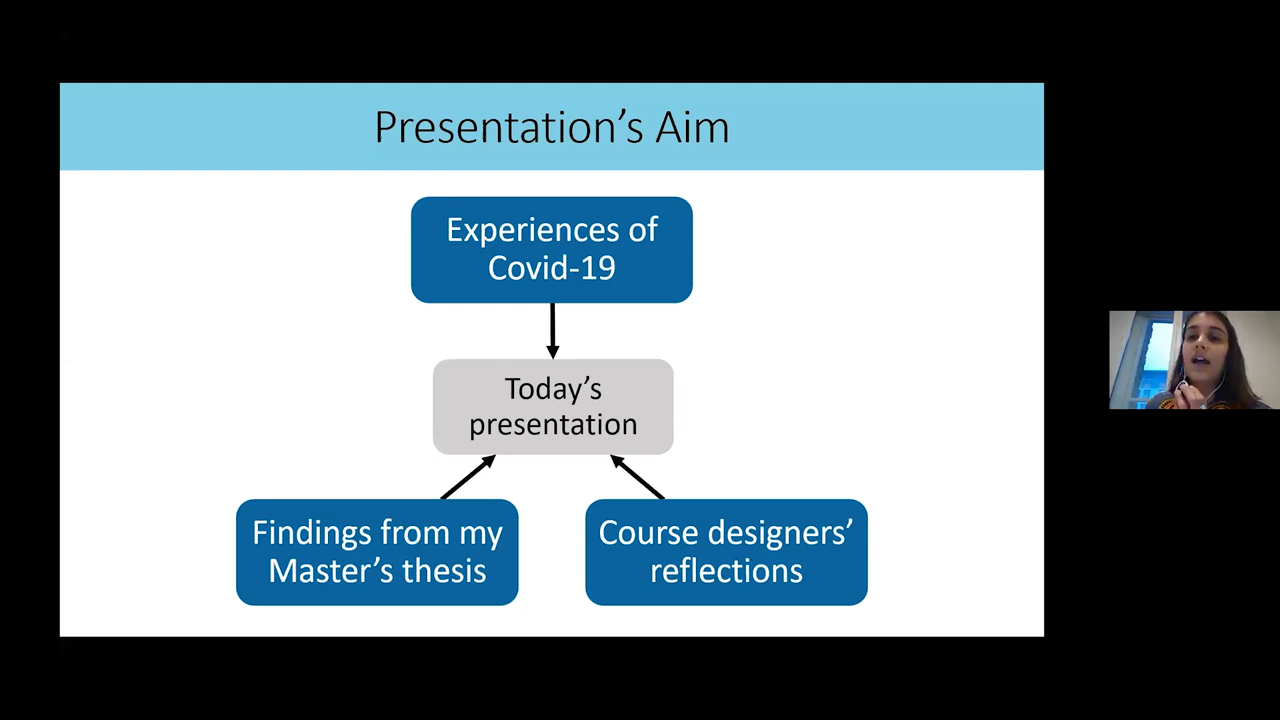 Presentation’s Aim
Experiences of
Covid-19
Today’s
presentation
Findings from my
Master’s thesis
Course designers’
reflections